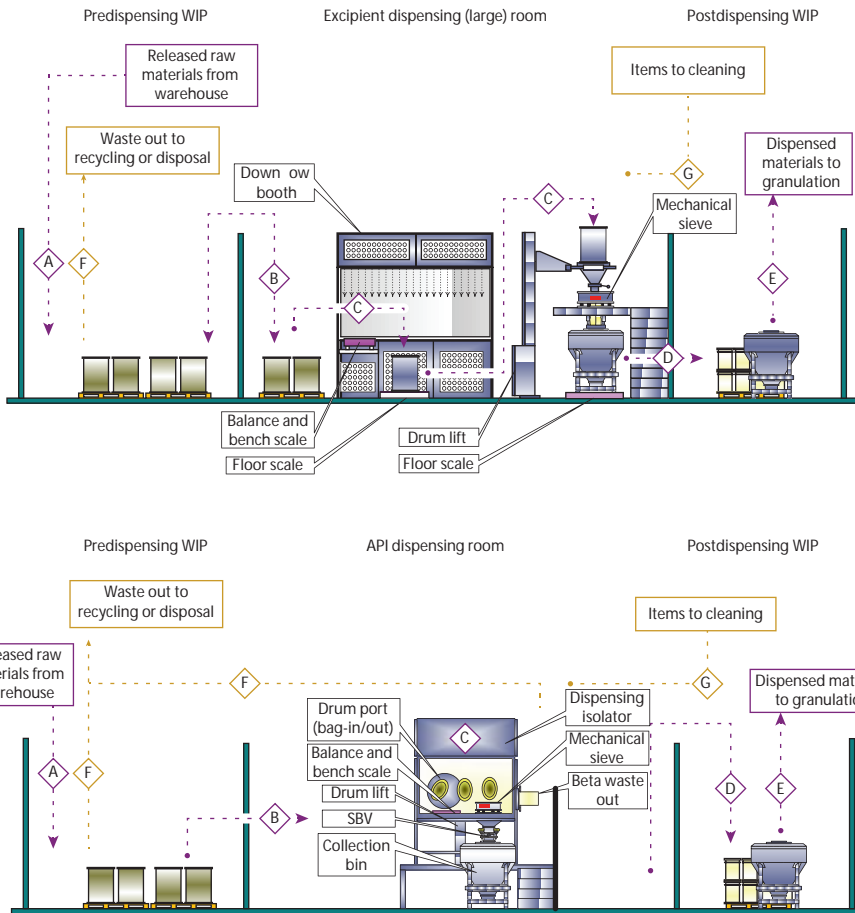 Predispensing WIP
Excipient dispensing (large) room
Postdispensing WIP
Released raw
materials from
warehouse
Items to cleaning
Waste out to
recycling or disposal
Dispensed
materials to
granulation
Down ow
booth
G
C
Mechanical
sieve
A
F
B
E
C
D
Balance and
bench scale
Drum lift
Floor scale
Floor scale
Predispensing WIP
API dispensing room
Postdispensing WIP
Waste out to
recycling or disposal
Items to cleaning
eased raw
erials from
rehouse
F
G
Dispensed mat
to granulatio
Drum port
(bag-in/out)
C
Dispensing
isolator
Balance and
bench scale
Mechanical
sieve
A
F
Drum lift
Beta waste
out
D
E
B
SBV
Collection
bin